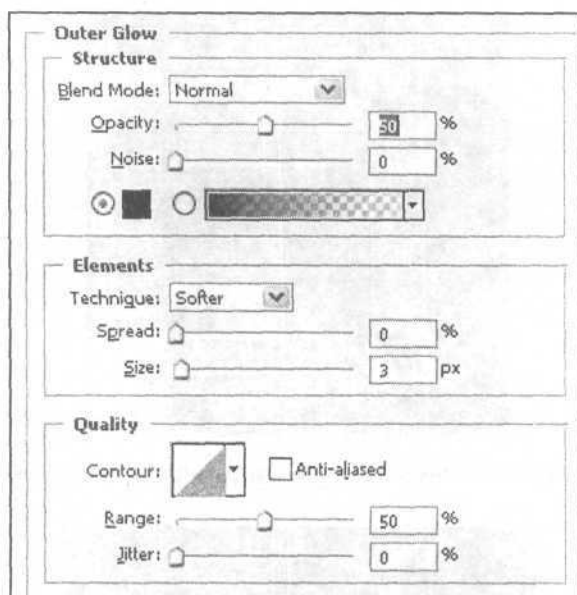 Outer Glow
Structure
Blend Mode: Normal
Opacity: 50 %
Noise: 0 %
Elements
Technique: Softer
Spread: 0 %
Size: 3 px
Quality
Contour: Anti-aliased
Range: 50 %
Jitter: 0 %